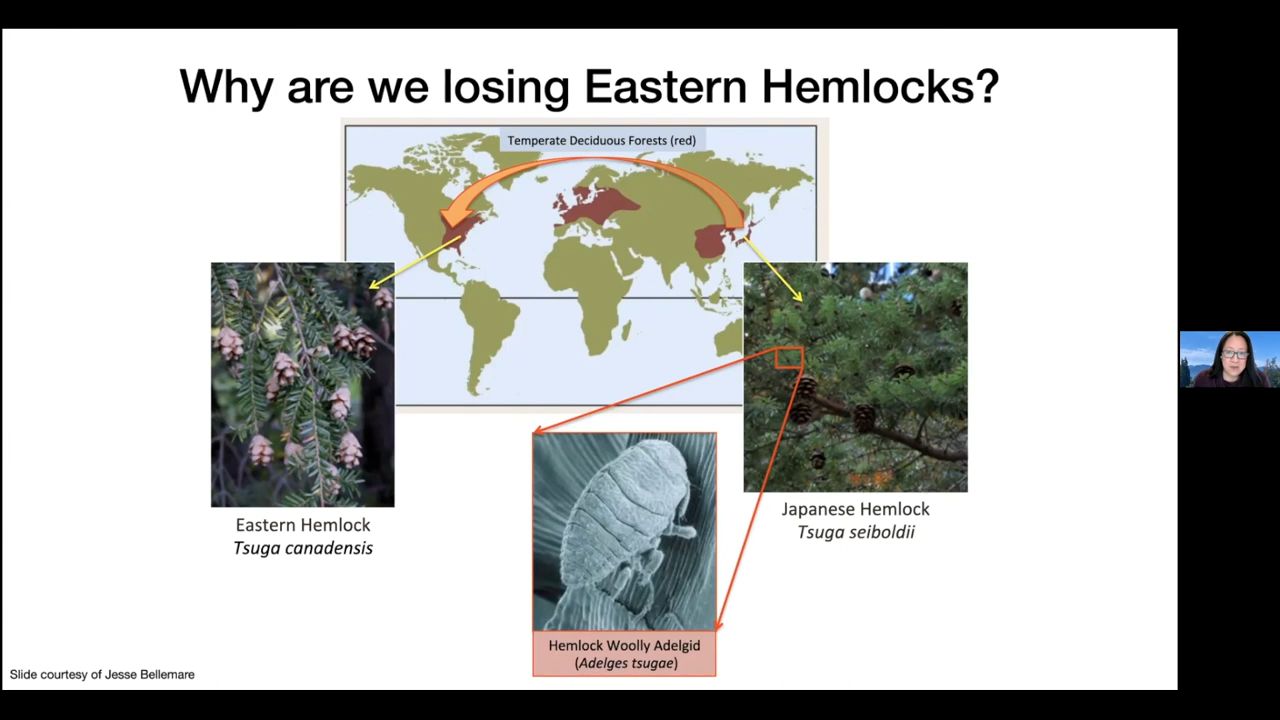 Why are we losing Eastern Hemlocks?
Temperate Deciduous Forests (red)
Eastern Hemlock
Tsuga canadensis
Japanese Hemlock
Tsuga seiboldii
Hemlock Woolly Adelgid
(Adelges tsugae)
Slide courtesy of Jesse Bellemare